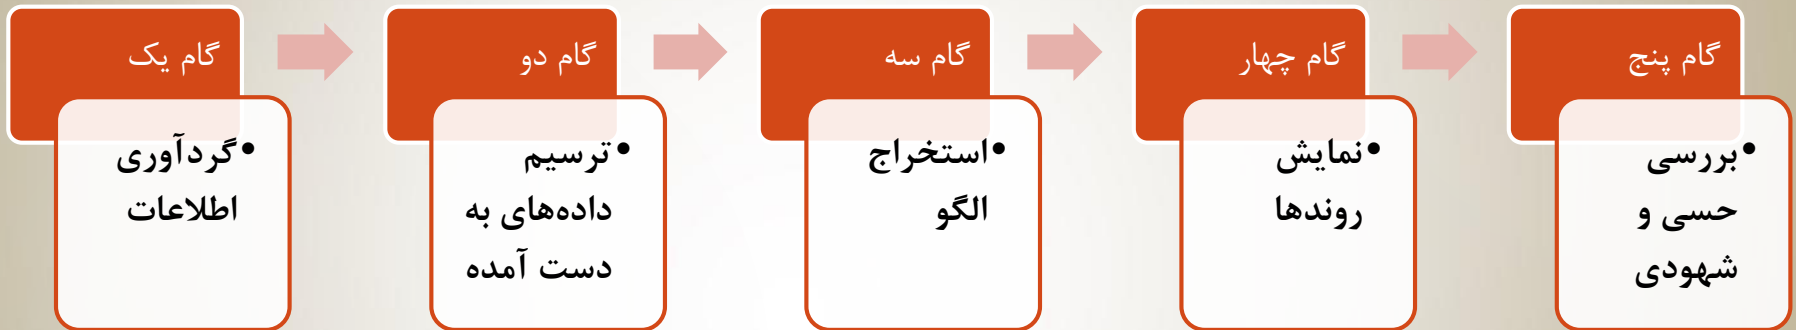 گام یک
•گردآوری
اطلاعات
گام دو
•ترسیم
داده‌های به
دست آمده
گام سه
•استخراج
الگو
گام چهار
•نمایش
روندها
گام پنج
•بررسی
حسی و
شهودی